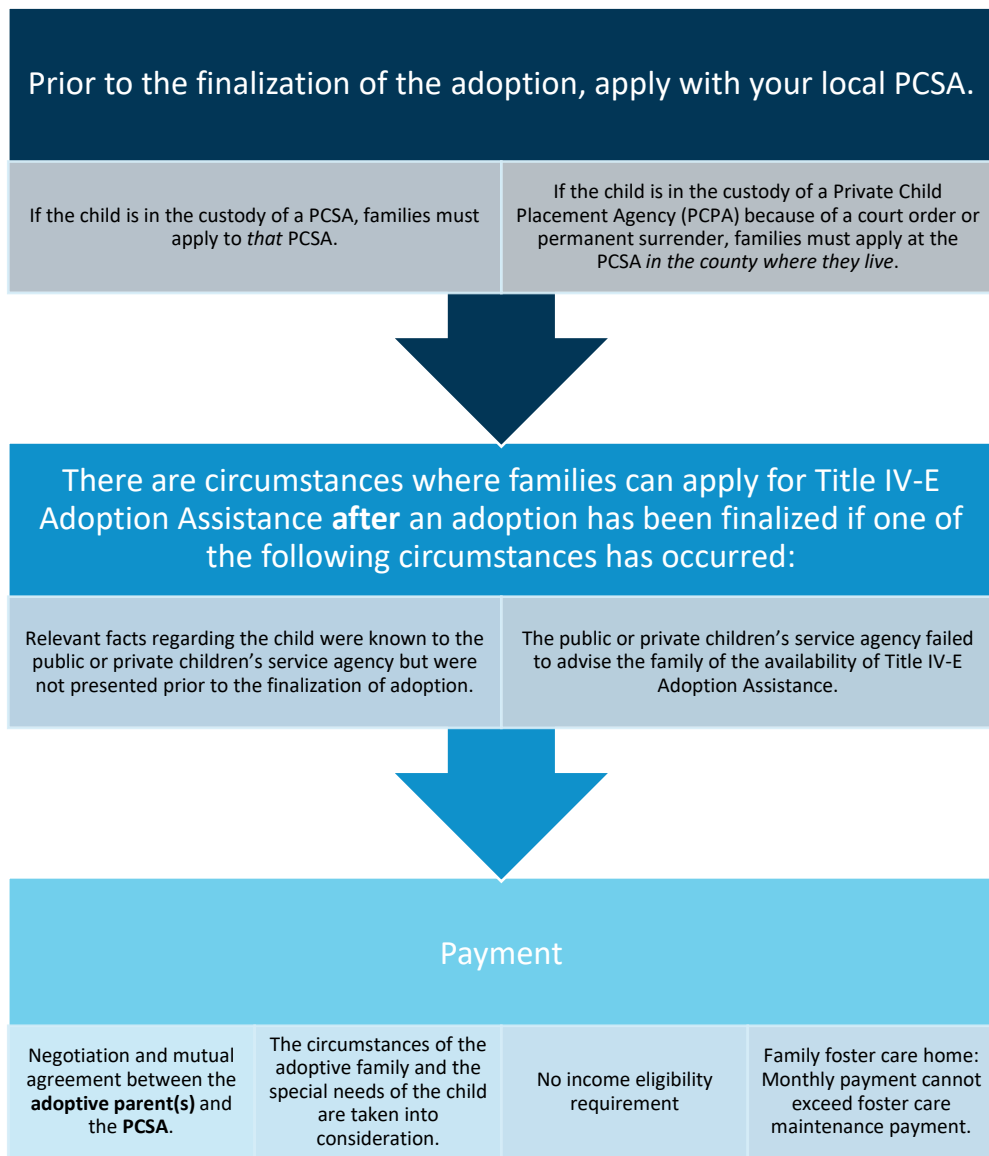 Prior to the finalization of the adoption, apply with your local PCSA.
If the child is in the custody of a PCSA, families must
apply to that PCSA.
If the child is in the custody of a Private Child
Placement Agency (PCPA) because of a court order or
permanent surrender, families must apply at the
PCSA in the county where they live.
There are circumstances where families can apply for Title IV-E
Adoption Assistance after an adoption has been finalized if one of
the following circumstances has occurred:
Relevant facts regarding the child were known to the
public or private children’s service agency but were
not presented prior to the finalization of adoption.
The public or private children’s service agency failed
to advise the family of the availability of Title IV-E
Adoption Assistance.
Payment
Negotiation and mutual
agreement between the
adoptive parent(s) and
the PCSA.
The circumstances of the
adoptive family and the
special needs of the child
are taken into
consideration.
No income eligibility
requirement
Family foster care home:
Monthly payment cannot
exceed foster care
maintenance payment.